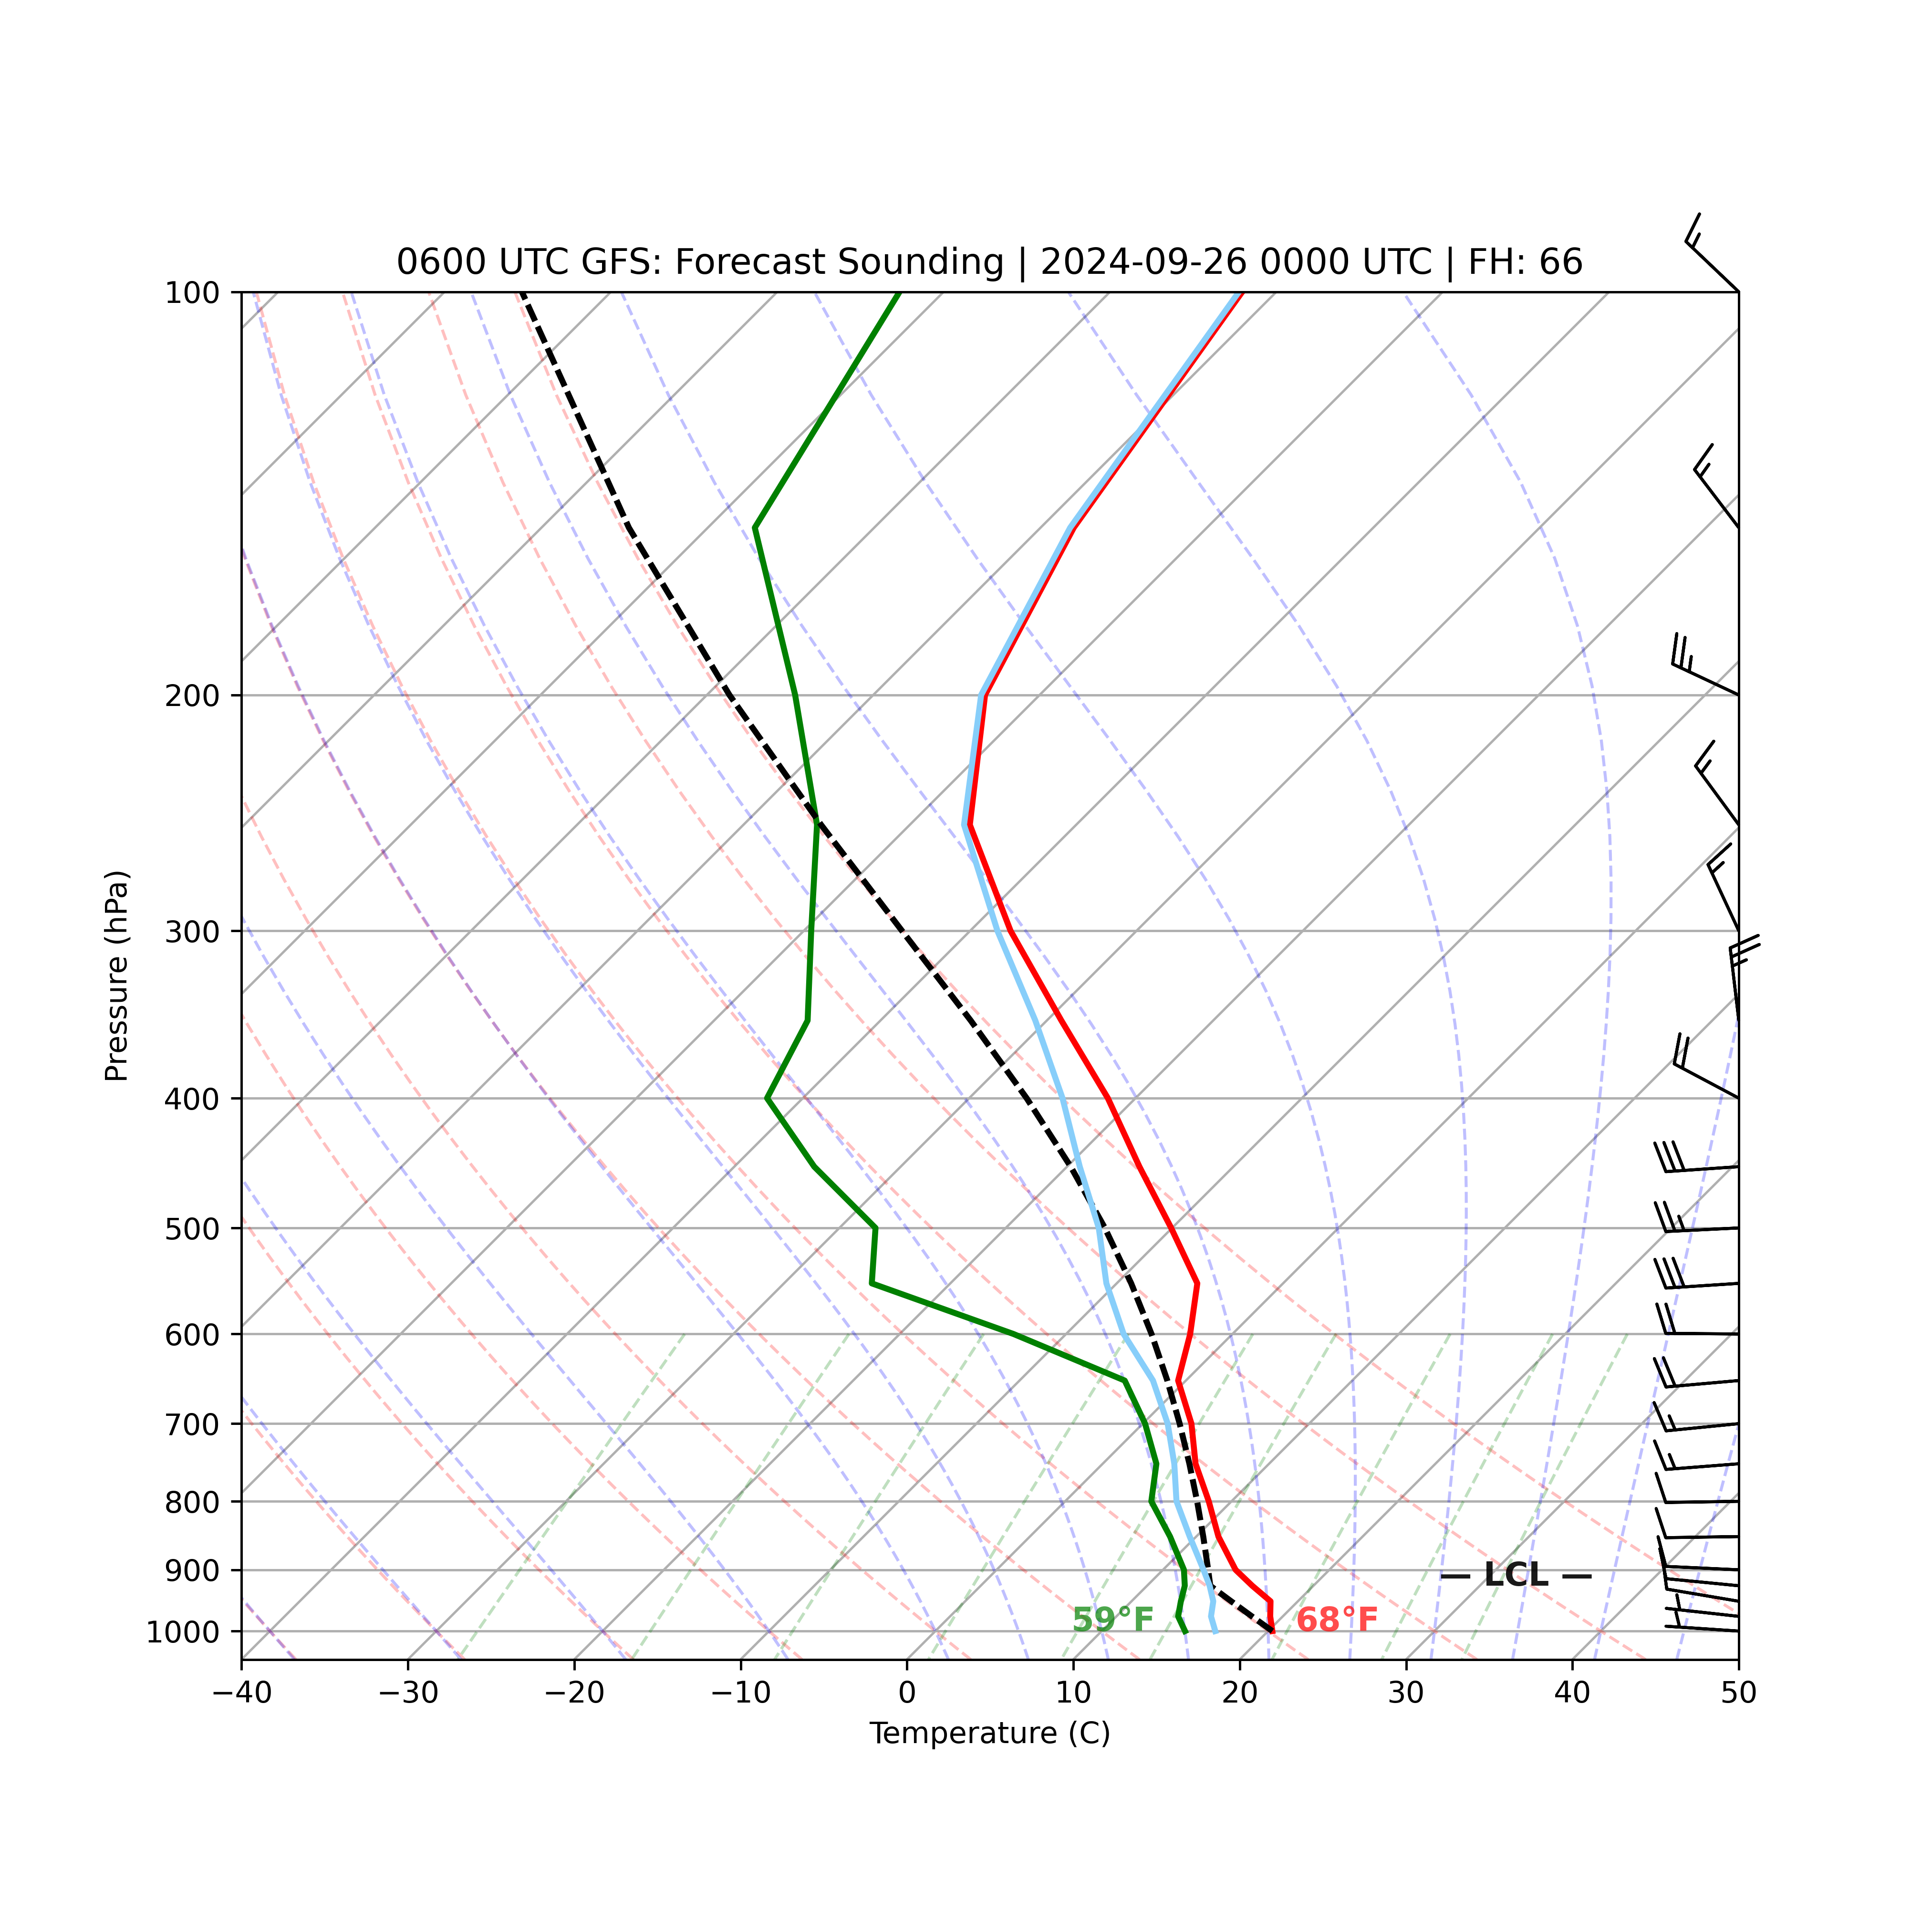 0600 UTC GFS: Forecast Sounding | 2024-09-26 0000 UTC | FH: 66
100
200
300
400
500
600
700
800
900
1000
Pressure (hPa)
— LCL —
59°F
68°F
−40 −30 −20 −10 0 10 20 30 40 50
Temperature (C)